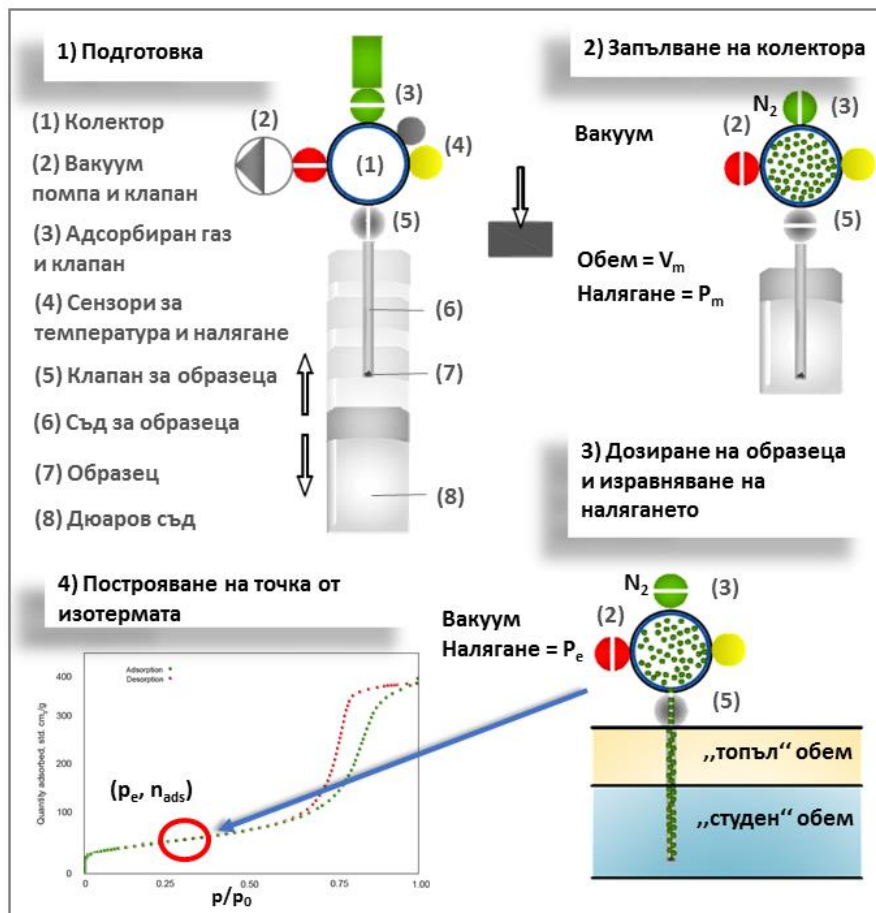 1) Подготовка
(1) Колектор
(2) Вакуум
помпа и клапан
(3) Адсорбиран газ
и клапан
(4) Сензори за
температура и налягане
(5) Клапан за образеца
(6) Съд за образеца
(7) Образец
(8) Дюаров съд
(2)
(3)
(1)
(4)
(5)
(6)
(7)
(8)
2) Запълване на колектора
N₂
(3)
(2)
Вакуум
(5)
Обем = Vₘ
Налягане = Pₘ
3) Дозиране на образеца
и изравняване на
налягането
N₂
(3)
Вакуум
(2)
Налягане = Pₑ
(5)
„топъл“ обем
„студен“ обем
4) Построяване на точка от
изотермата
Adsorption
Desorption
Quantity adsorbed, std. cm₃/g
400
300
200
100
0
(pₑ, nₐdₛ)
0
0.25
0.50
0.75
1.00
p/p₀